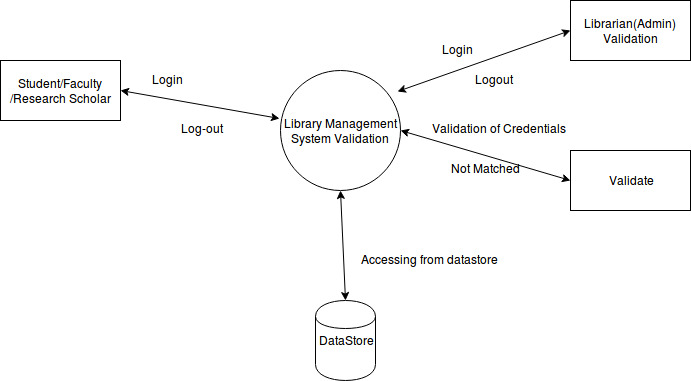 Librarian(Admin)
Validation
Login
Logout
Student/Faculty
/Research Scholar
Login
Log-out
Library Management
System Validation
Validation of Credentials
Not Matched
Validate
Accessing from datastore
DataStore